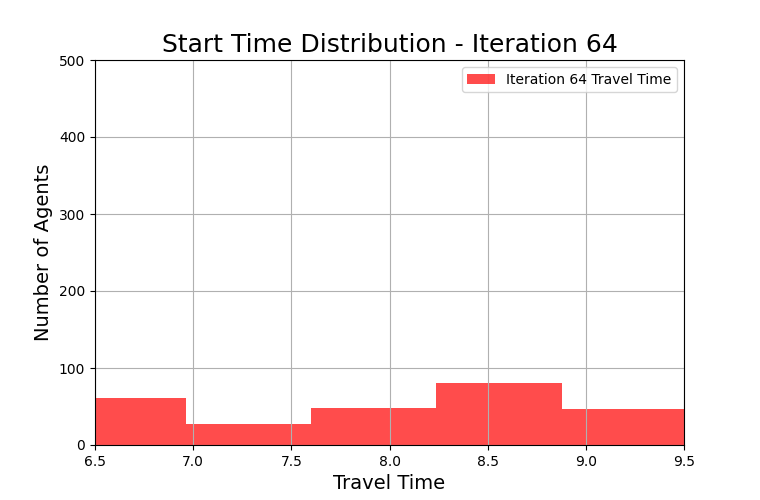 Start Time Distribution - Iteration 64
Iteration 64 Travel Time
Number of Agents
500
400
300
200
100
0
6.5 7.0 7.5 8.0 8.5 9.0 9.5
Travel Time